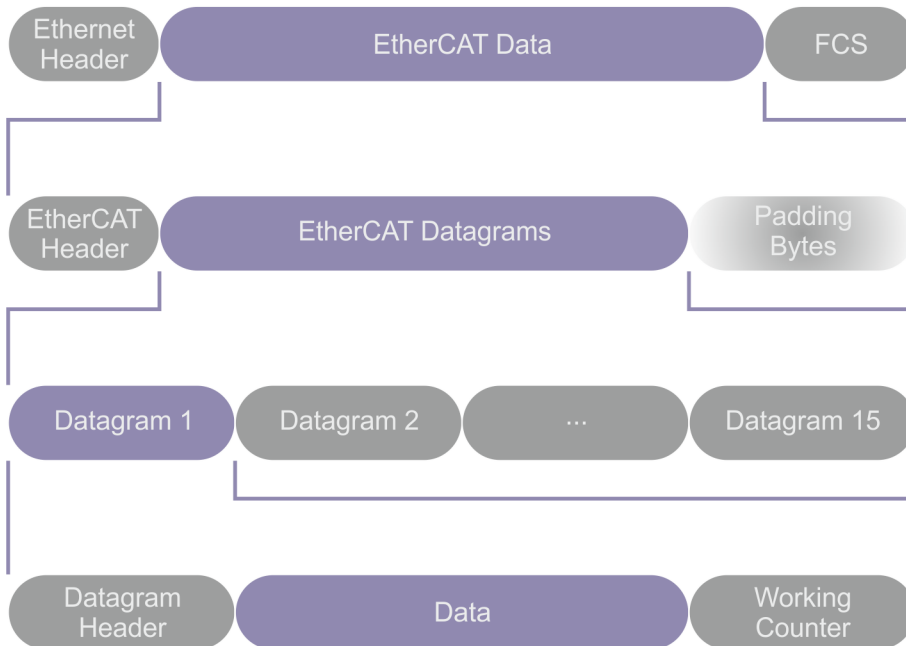 Ethernet
Header
EtherCAT Data
FCS
EtherCAT
Header
EtherCAT Datagrams
Padding
Bytes
Datagram 1
Datagram 2
...
Datagram 15
Datagram
Header
Data
Working
Counter